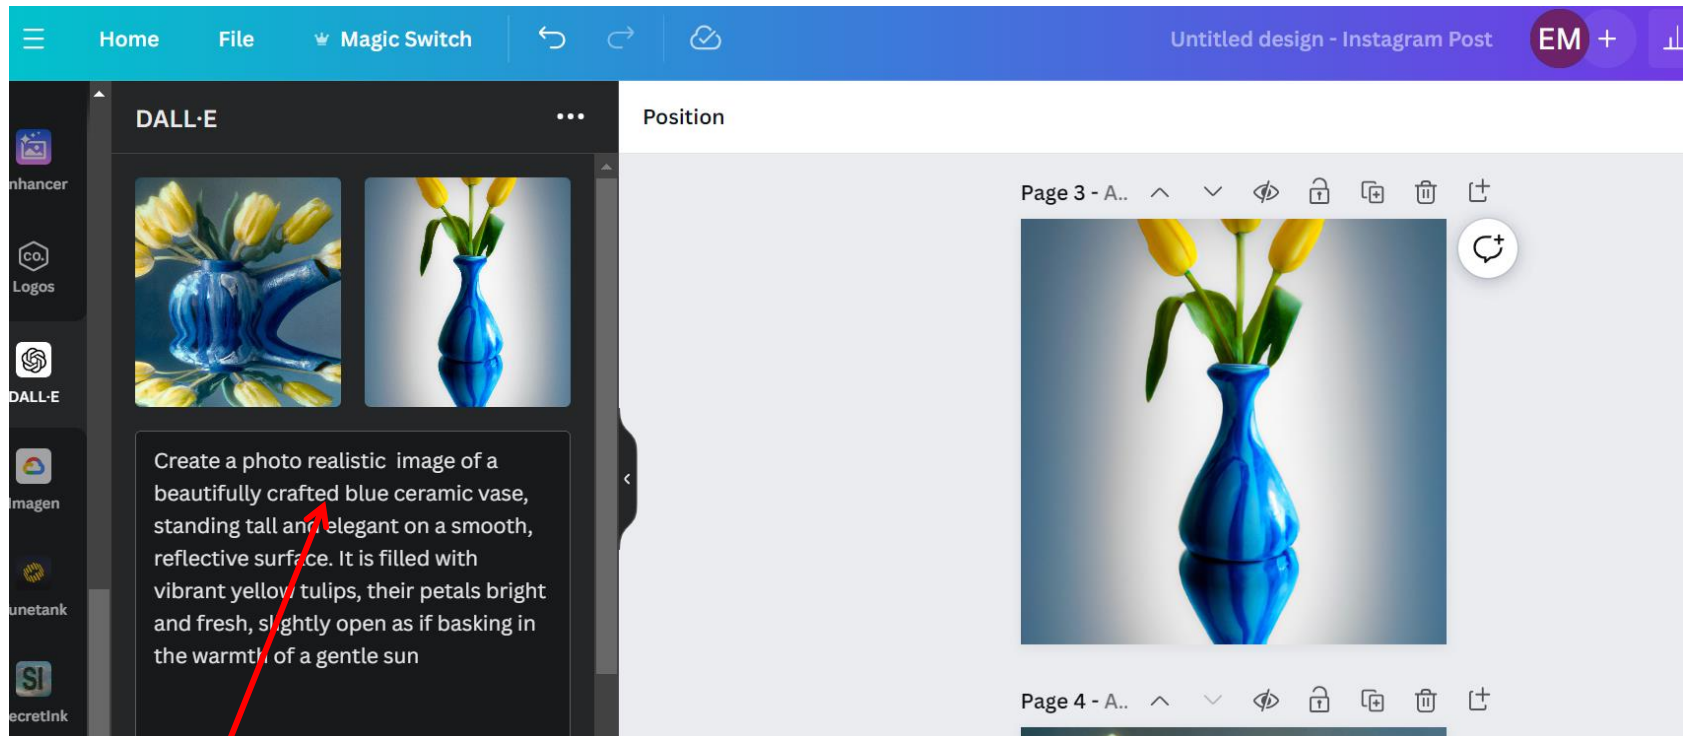 Home File Magic Switch Untitled design - Instagram Post EM +
DALL·E
Position
nhancer
Page 3 - A..
CO.
Logos
DALL·E
Create a photo realistic image of a
beautifully crafted blue ceramic vase,
standing tall and elegant on a smooth,
reflective surface. It is filled with
vibrant yellow tulips, their petals bright
and fresh, slightly open as if basking in
the warmth of a gentle sun
Imagen
unetank
SI
ecretInk
Page 4 - A..